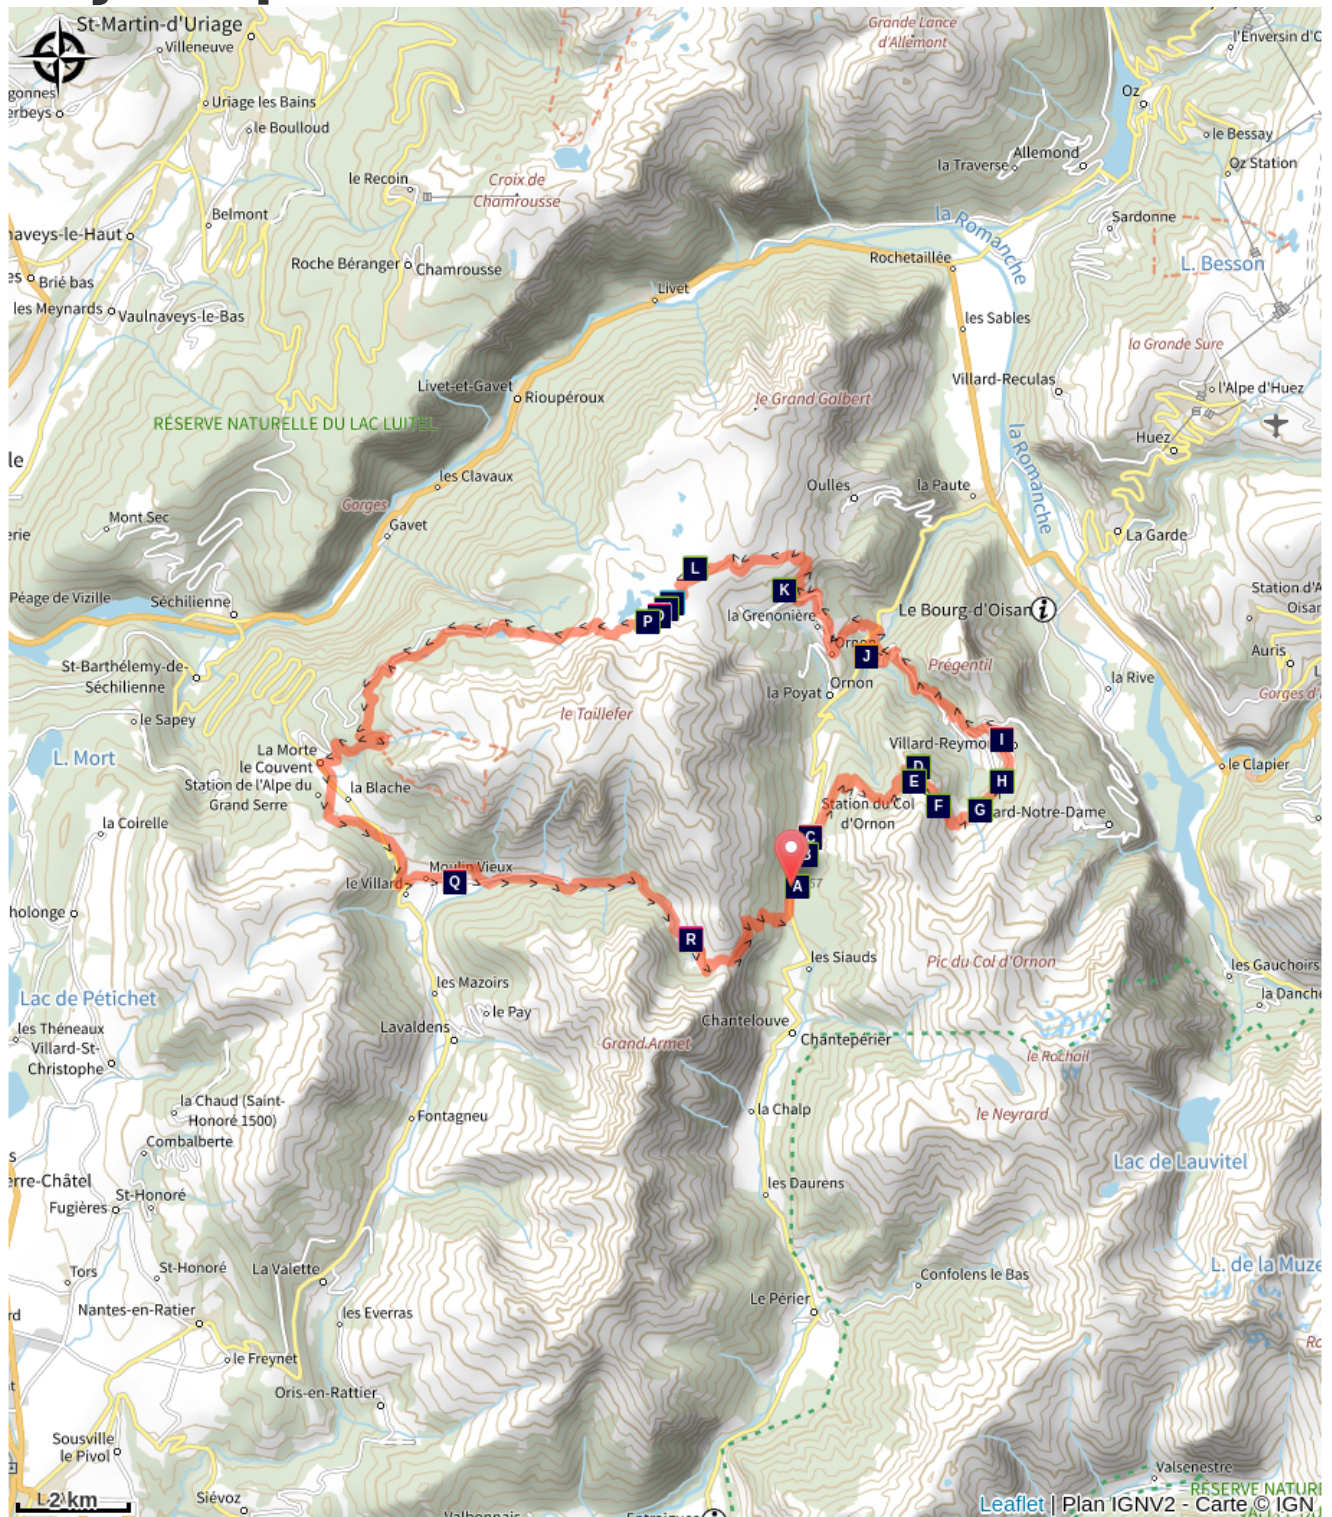 St-Martin-d'Uriage
Villeneuve
Grande Lance
d'Allemont
l'Enversin d'O
gonnes
erbeys
Uriage les Bains
le Boulloud
Oz
le Bessay
Oz Station
Allemond
la Traverse
le Recoin
Croix de
Chamrousse
Belmont
naveys-le-Haut
la Romanche
Sardonne
Roche Béranger
Chamrousse
Rochetaillée
L. Besson
es
Brié bas
Livet
les Meynards
Vaulnaveys-le-Bas
les Sables
la Grande Sure
Livet-et-Gavet
Rioupéroux
le Grand Galbert
Villard-Reculas
l'Alpe d'Huez
RÉSERVE NATURELLE DU LAC LUITEL
Huez
le
les Clavaux
la Romanche
Oulles
la Paute
Gorges
Mont Sec
Gavet
erie
La Garde
L
K
Station d'A
Oisar
Péage de Vizille
Séchilienne
P
la Grenonière
Le Bourg-d'Oisan
Ornon
J
Auris
St-Barthélemy-de-
Séchilienne
Prégentil
la Rive
la Poyat
Ornon
Gorges d'
le Sapey
le Taillefer
I
Villard-Reymo
La Morte
le Couvent
L. Mort
D
le Clapier
Station de l'Alpe du
Grand Serre
la Blache
E
H
Station du Col
d'Ornon
F
G
ard-Notre-Dame
la Coirelle
C
B
Moulin Vieux
le Villard
Q
A
57
holonge
R
les Siauds
Pic du Col d'Ornon
les Gauchoirs
les Mazoirs
Lac de Pétichet
le Pay
la Danche
les Théneaux
Villard-St-
Christophe
Lavaldens
Chantelouve
Chantepérier
Grand Armet
le Rochail
la Chaud (Saint-
Honoré 1500)
Fontagneu
la Chalp
le Neyrard
Combalberte
s
Lac de Lauvitel
erre-Châtel
St-Honoré
Fugières
les Daurens
Tors
St-Honoré
La Valette
Confolens le Bas
L. de la Muze
Nantes-en-Ratier
les Everras
Le Périer
rd
le Freynet
Oris-en-Rattier
Sousville
le Pivol
Valsenestre
RÉSERVE NATURE
2 km
Siévoz
Valbonnais
Entraigues
Leaflet | Plan IGNV2 - Carte © IGN